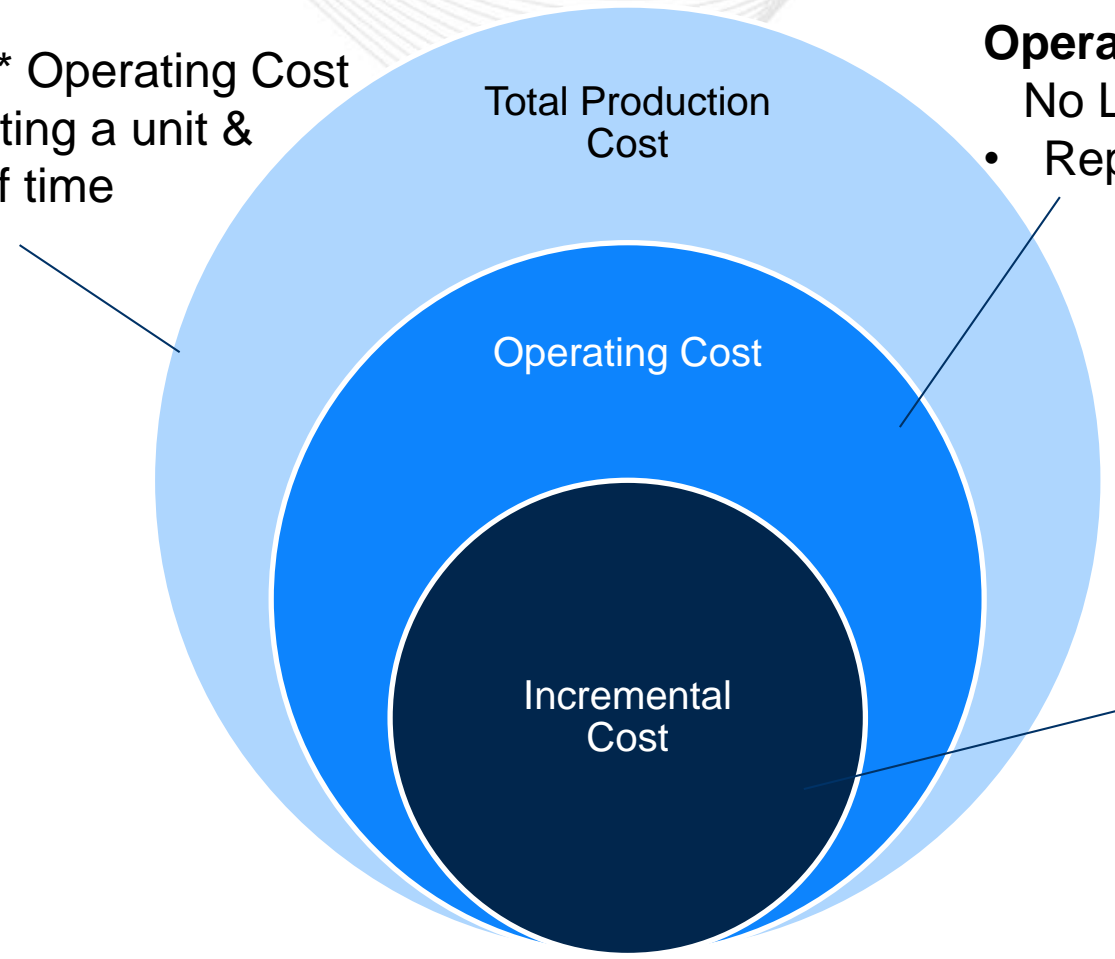 * Operating Cost
ting a unit &
f time
Total Production
Cost
Opera
No L
• Rep
Operating Cost
Incremental
Cost